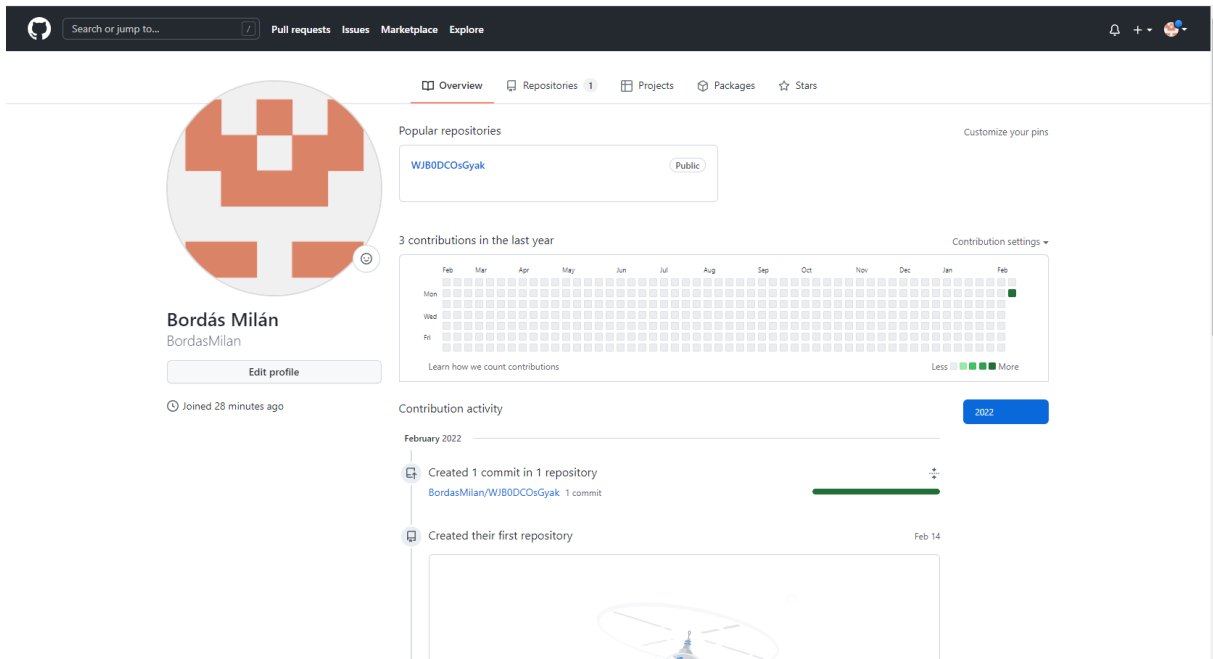 Search or jump to... /
Pull requests Issues Marketplace Explore
Overview Repositories 1 Projects Packages Stars
Popular repositories
Customize your pins
WJB0DCOsGyak Public
3 contributions in the last year
Contribution settings
Feb Mar Apr May Jun Jul Aug Sep Oct Nov Dec Jan Feb
Mon
Wed
Fri
Learn how we count contributions
Less More
Bordás Milán
BordasMilan
Edit profile
Joined 28 minutes ago
Contribution activity
2022
February 2022
Created 1 commit in 1 repository
BordasMilan/WJB0DCOsGyak 1 commit
Created their first repository
Feb 14